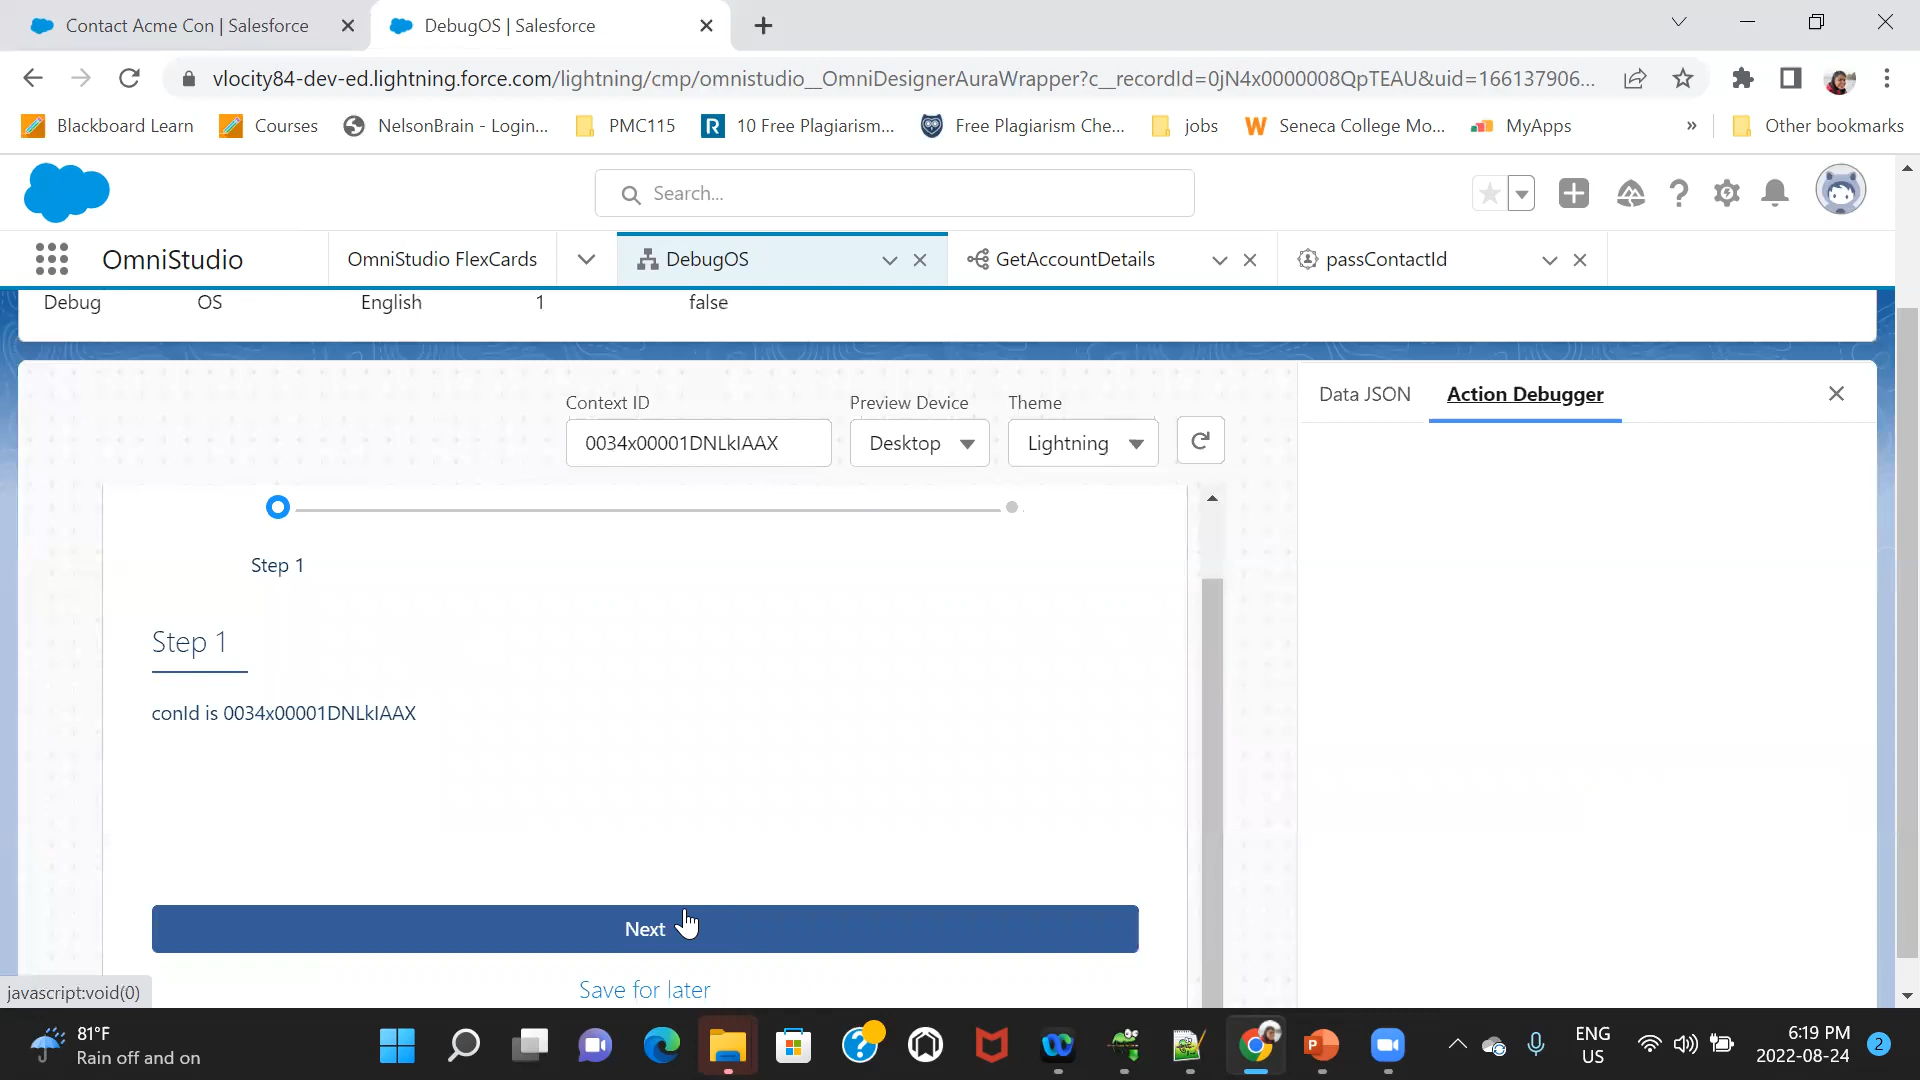 Contact Acme Con | Salesforce
DebugOS | Salesforce
vlocity84-dev-ed.lightning.force.com/lightning/cmp/omnistudio__OmniDesignerAuraWrapper?c__recordId=0jN4x0000008QpTEAU&uid=166137906...
Blackboard Learn
Courses
NelsonBrain - Login...
PMC115
R 10 Free Plagiarism...
Free Plagiarism Che...
jobs
W Seneca College Mo...
MyApps
»
Other bookmarks
Search...
OmniStudio
OmniStudio FlexCards
DebugOS
GetAccountDetails
passContactId
Debug OS English 1 false
Context ID
Preview Device
Theme
0034x00001DNLkIAAX
Desktop
Lightning
Data JSON
Action Debugger
Step 1
Step 1
conId is 0034x00001DNLkIAAX
Next
Save for later
javascript:void(0)
81°F
Rain off and on
ENG
US
6:19 PM
2022-08-24
2